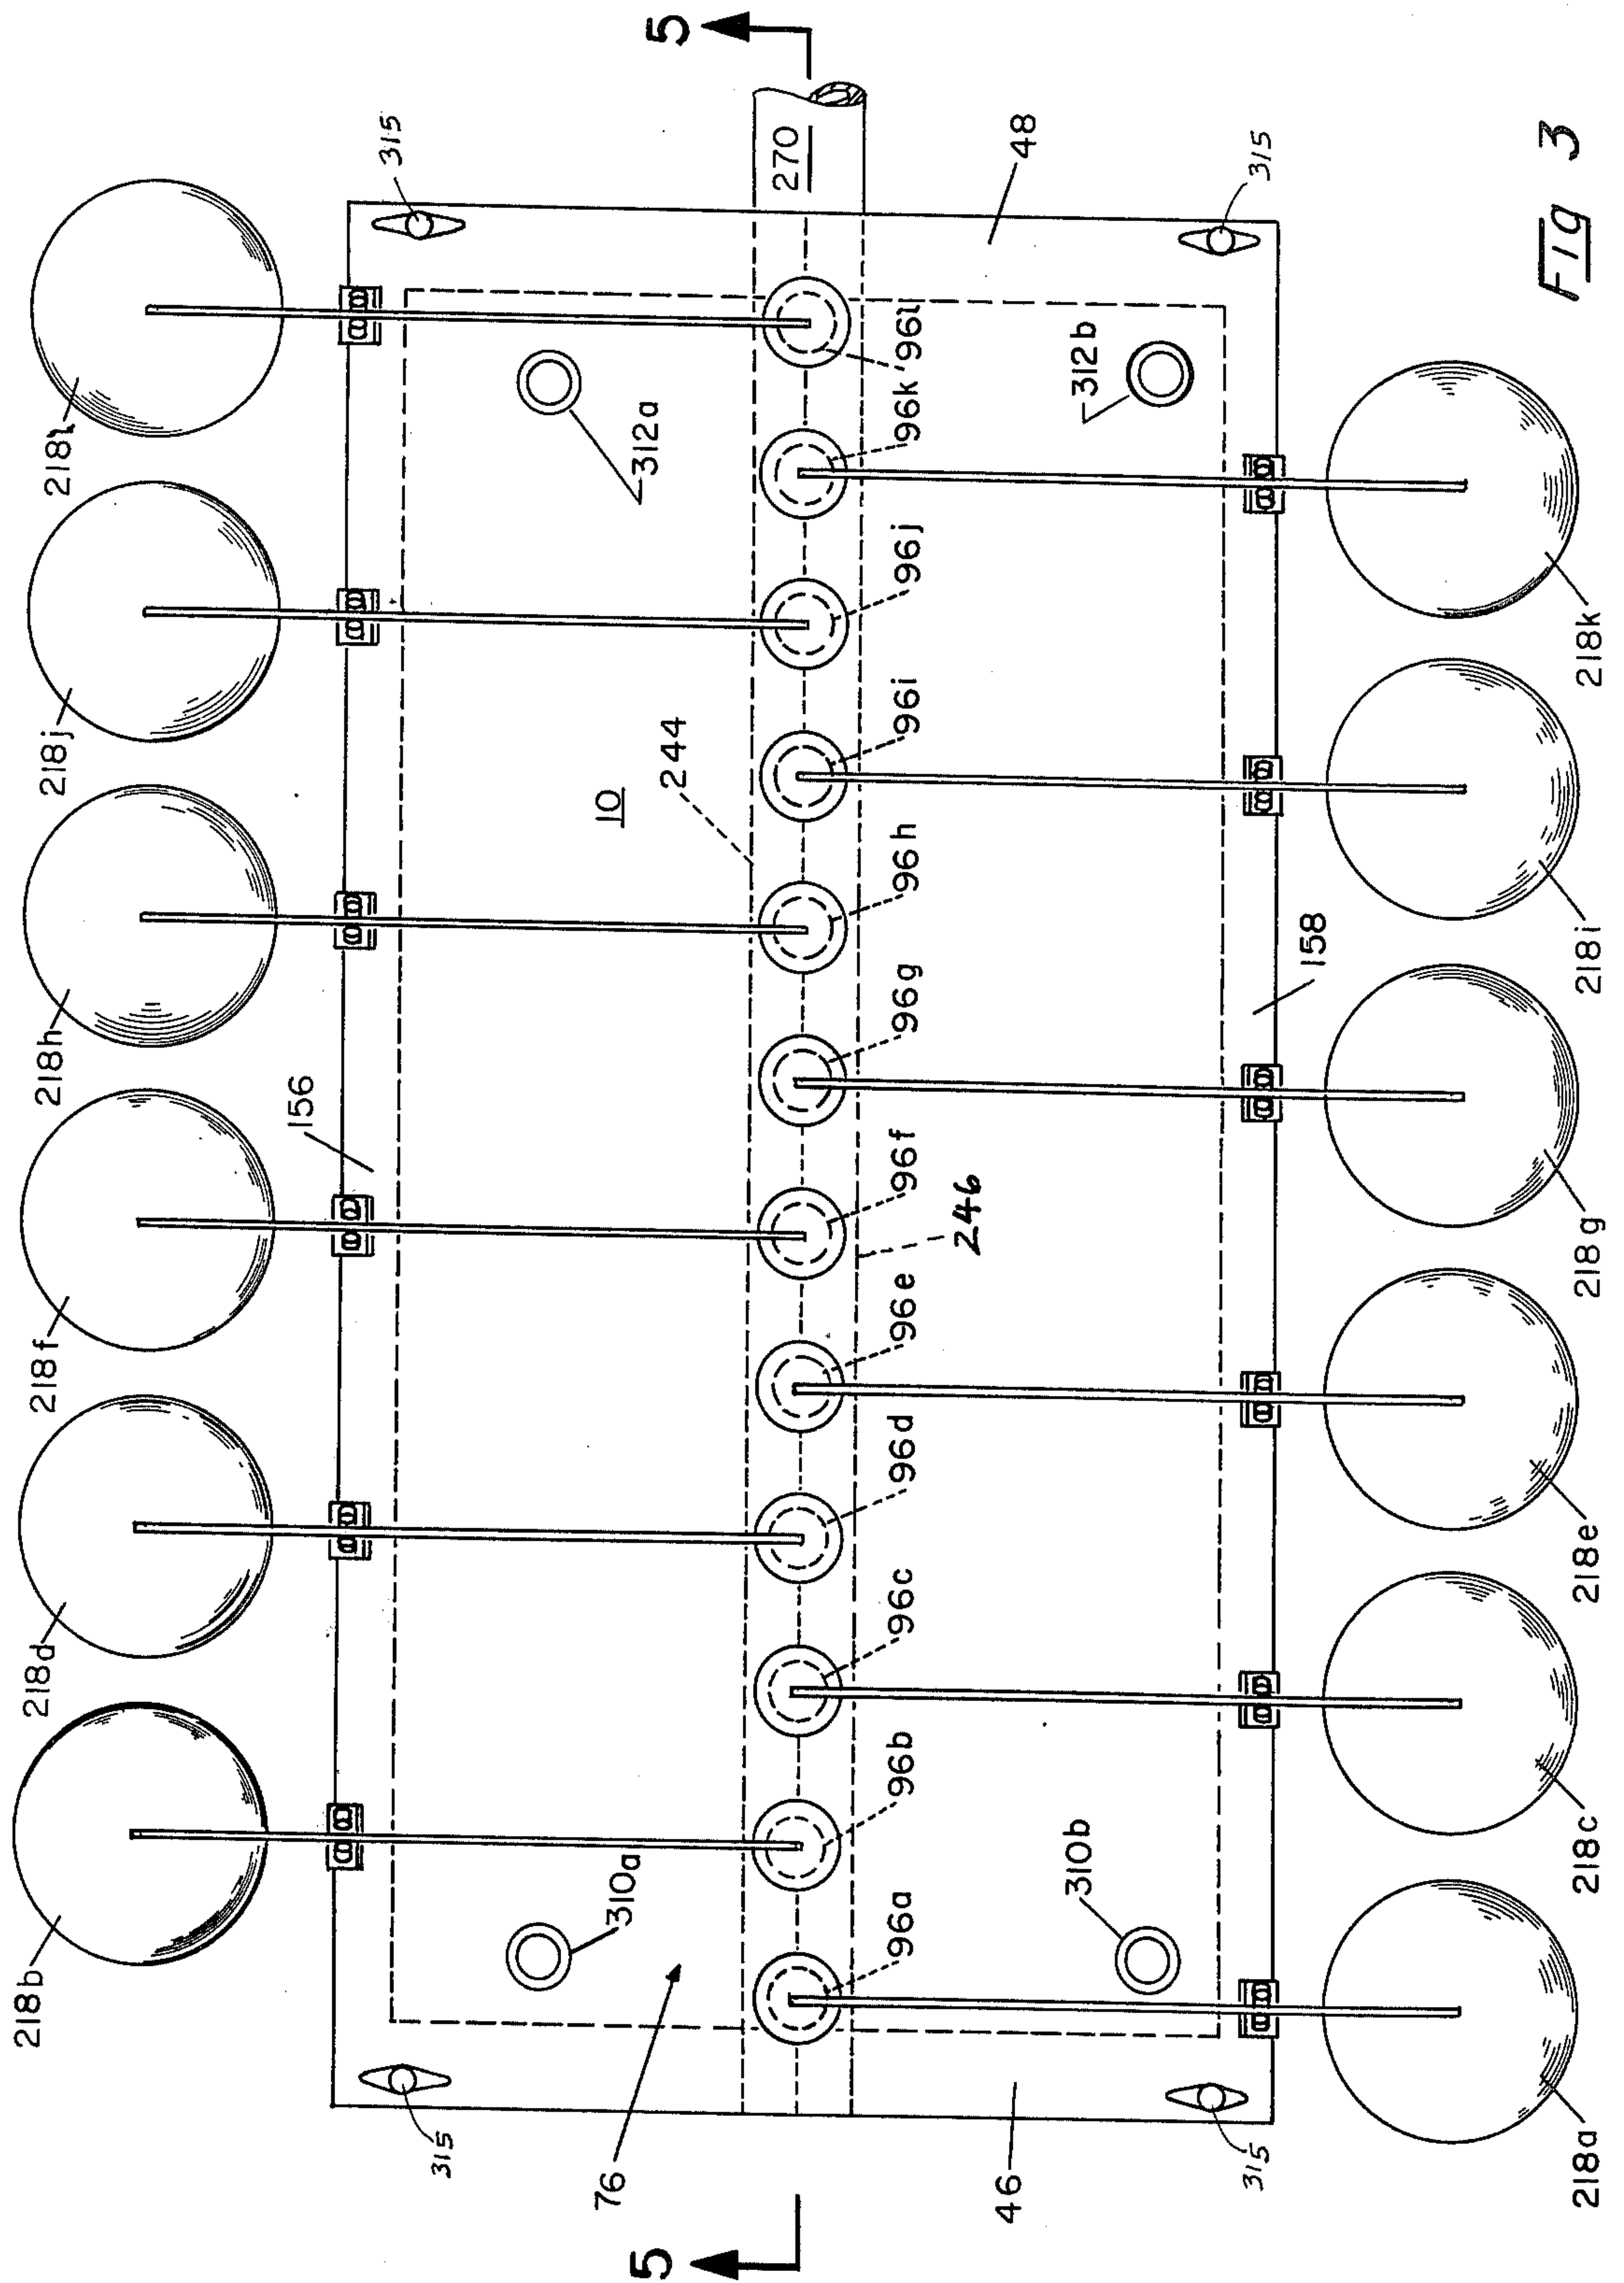 218b
218d
218f
218h
218j
218l
315
156
315
5
76
310a
10
244
312a
270
5
96a
96b
96c
96d
96e
96f
96g
96h
96i
96j
96k
96l
246
46
310b
312b
48
315
158
315
218a
218c
218e
218g
218i
218k
Fig 3